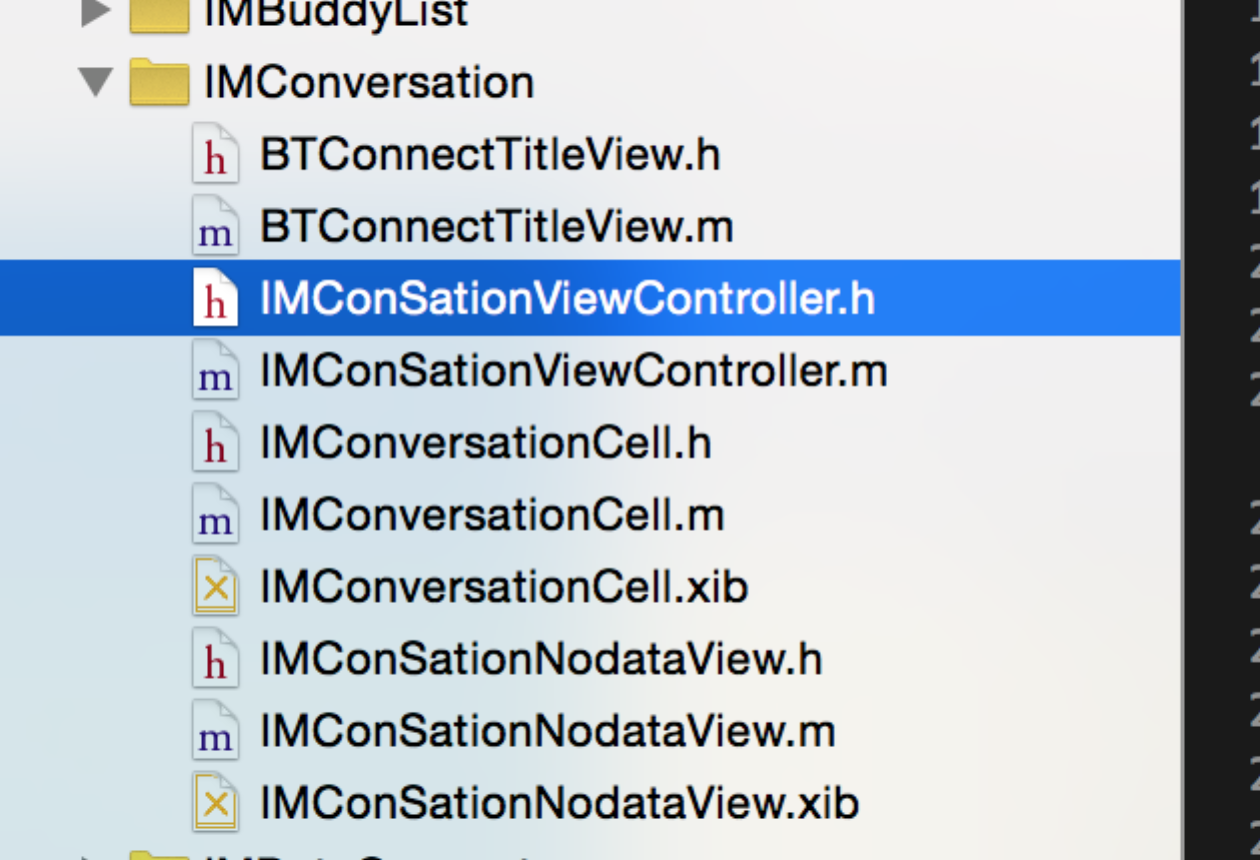 IMBuddyList
IMConversation
h BTConnectTitleView.h
m BTConnectTitleView.m
h IMConSationViewController.h
m IMConSationViewController.m
h IMConversationCell.h
m IMConversationCell.m
IMConversationCell.xib
h IMConSationNodataView.h
m IMConSationNodataView.m
IMConSationNodataView.xib